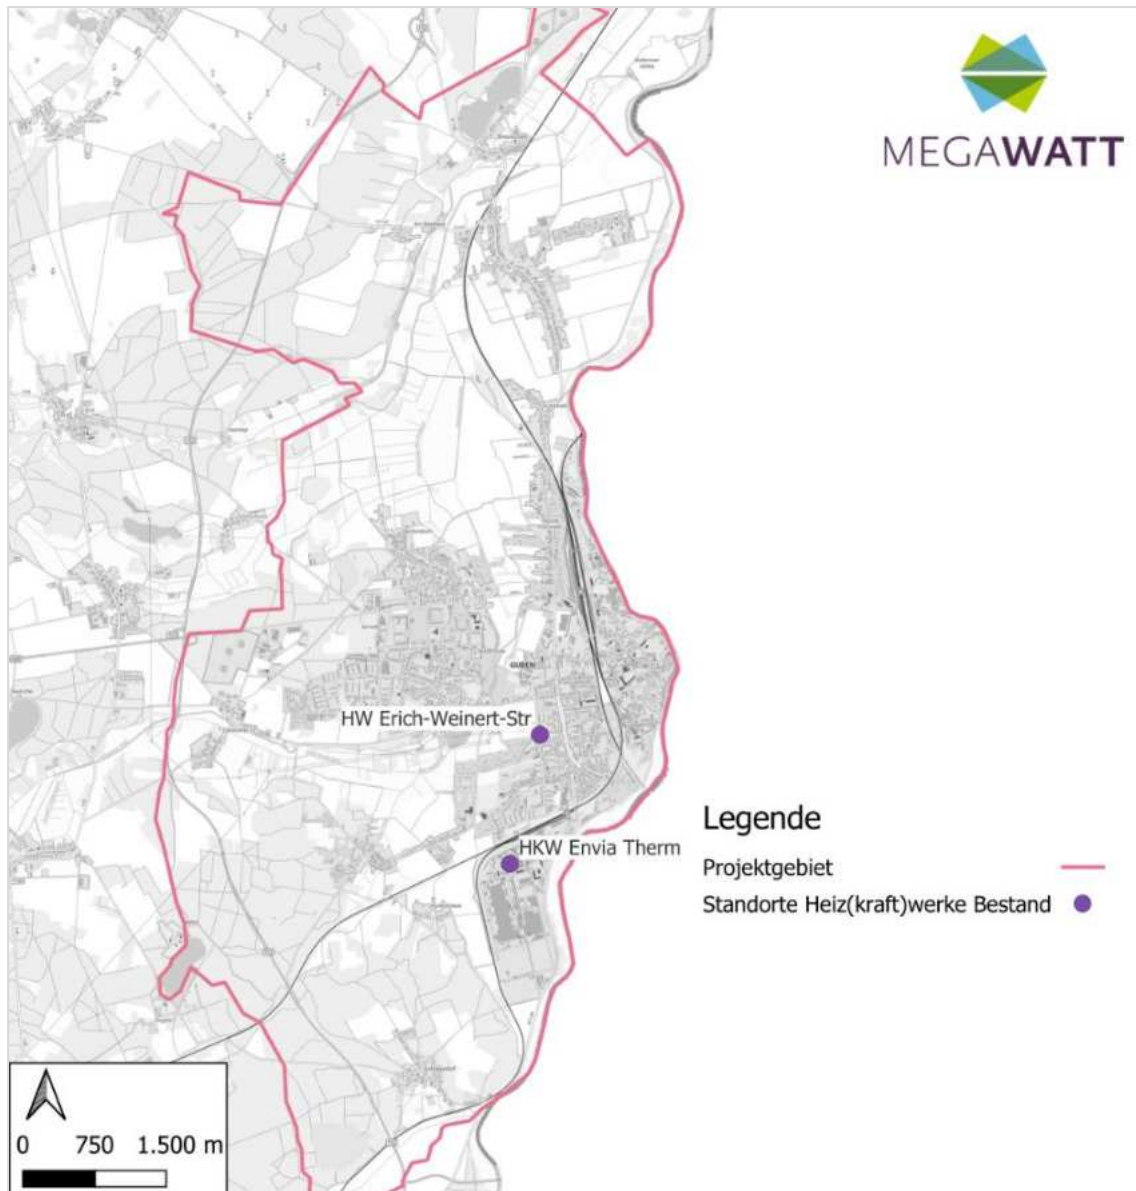 MEGAWATT
GUBEN
HW Erich-Weinert-Str
HKW Envia Therm
Legende
Projektgebiet
Standorte Heiz(kraft)werke Bestand
0 750 1.500 m